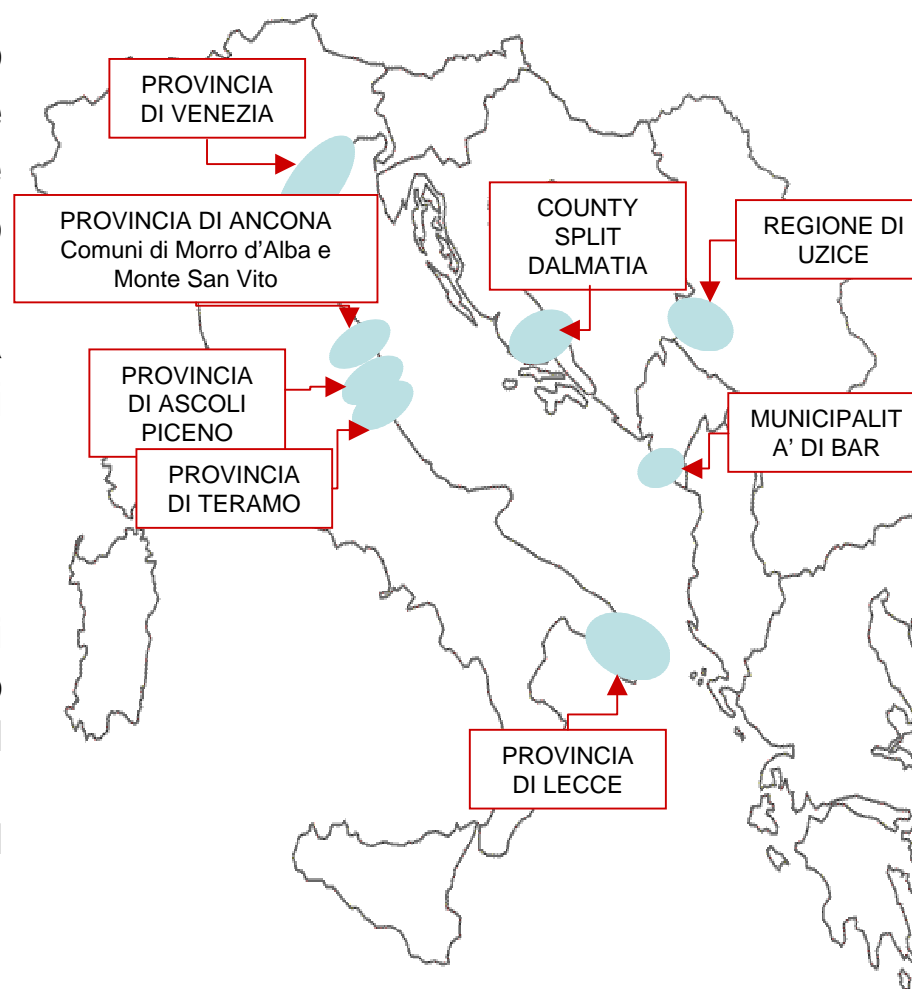 PROVINCIA
DI VENEZIA
PROVINCIA DI ANCONA
Comuni di Morro d'Alba e
Monte San Vito
COUNTY
SPLIT
DALMATIA
REGIONE DI
UZICE
PROVINCIA
DI ASCOLI
PICENO
MUNICIPALIT
A' DI BAR
PROVINCIA
DI TERAMO
PROVINCIA
DI LECCE